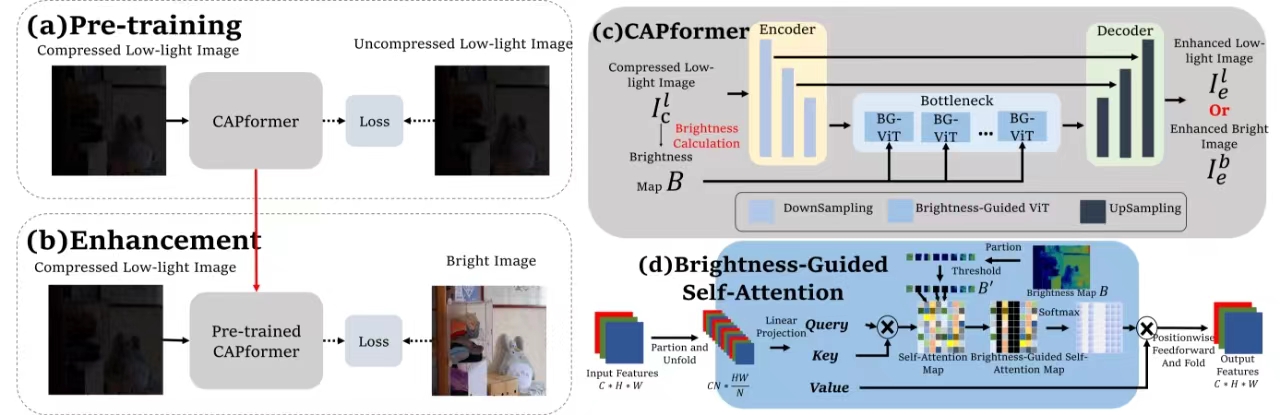 (a)Pre-training
Compressed Low-light Image
Uncompressed Low-light Image
CAPformer
Loss
(b)Enhancement
Compressed Low-light Image
Bright Image
Pre-trained
CAPformer
Loss
(c)CAPformer
Encoder
Decoder
Compressed Low-
light Image
I_c^l
Brightness
Calculation
Brightness
Map B
Bottleneck
BG-
ViT
BG-
ViT
...
BG-
ViT
Enhanced Low-
light Image
I_e^l
Or
Enhanced Bright
Image
I_e^b
DownSampling
Brightness-Guided ViT
UpSampling
(d)Brightness-Guided
Self-Attention
Partion
Threshold
B′
Brightness Map B
Input Features
C * H * W
Partion and
Unfold
CN * HW/N
Linear
Projection
Query
Key
Value
Self-Attention
Map
Brightness-Guided Self-
Attention Map
Softmax
Positionwise
Feedforward
And Fold
Output
Features
C * H * W